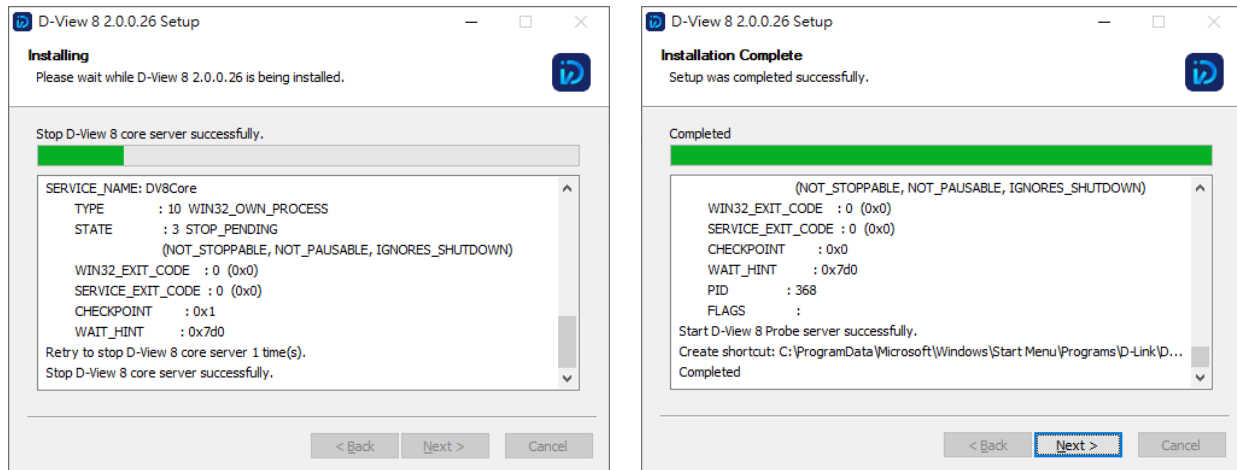 D-View 8 2.0.0.26 Setup
Installing
Please wait while D-View 8 2.0.0.26 is being installed.
Stop D-View 8 core server successfully.
SERVICE_NAME: DV8Core
TYPE : 10 WIN32_OWN_PROCESS
STATE : 3 STOP_PENDING
(NOT_STOPPABLE, NOT_PAUSABLE, IGNORES_SHUTDOWN)
WIN32_EXIT_CODE : 0 (0x0)
SERVICE_EXIT_CODE : 0 (0x0)
CHECKPOINT : 0x1
WAIT_HINT : 0x7d0
Retry to stop D-View 8 core server 1 time(s).
Stop D-View 8 core server successfully.
< Back Next > Cancel
D-View 8 2.0.0.26 Setup
Installation Complete
Setup was completed successfully.
Completed
(NOT_STOPPABLE, NOT_PAUSABLE, IGNORES_SHUTDOWN)
WIN32_EXIT_CODE : 0 (0x0)
SERVICE_EXIT_CODE : 0 (0x0)
CHECKPOINT : 0x0
WAIT_HINT : 0x7d0
PID : 368
FLAGS :
Start D-View 8 Probe server successfully.
Create shortcut: C:\ProgramData\Microsoft\Windows\Start Menu\Programs\D-Link\D...
Completed
< Back Next > Cancel